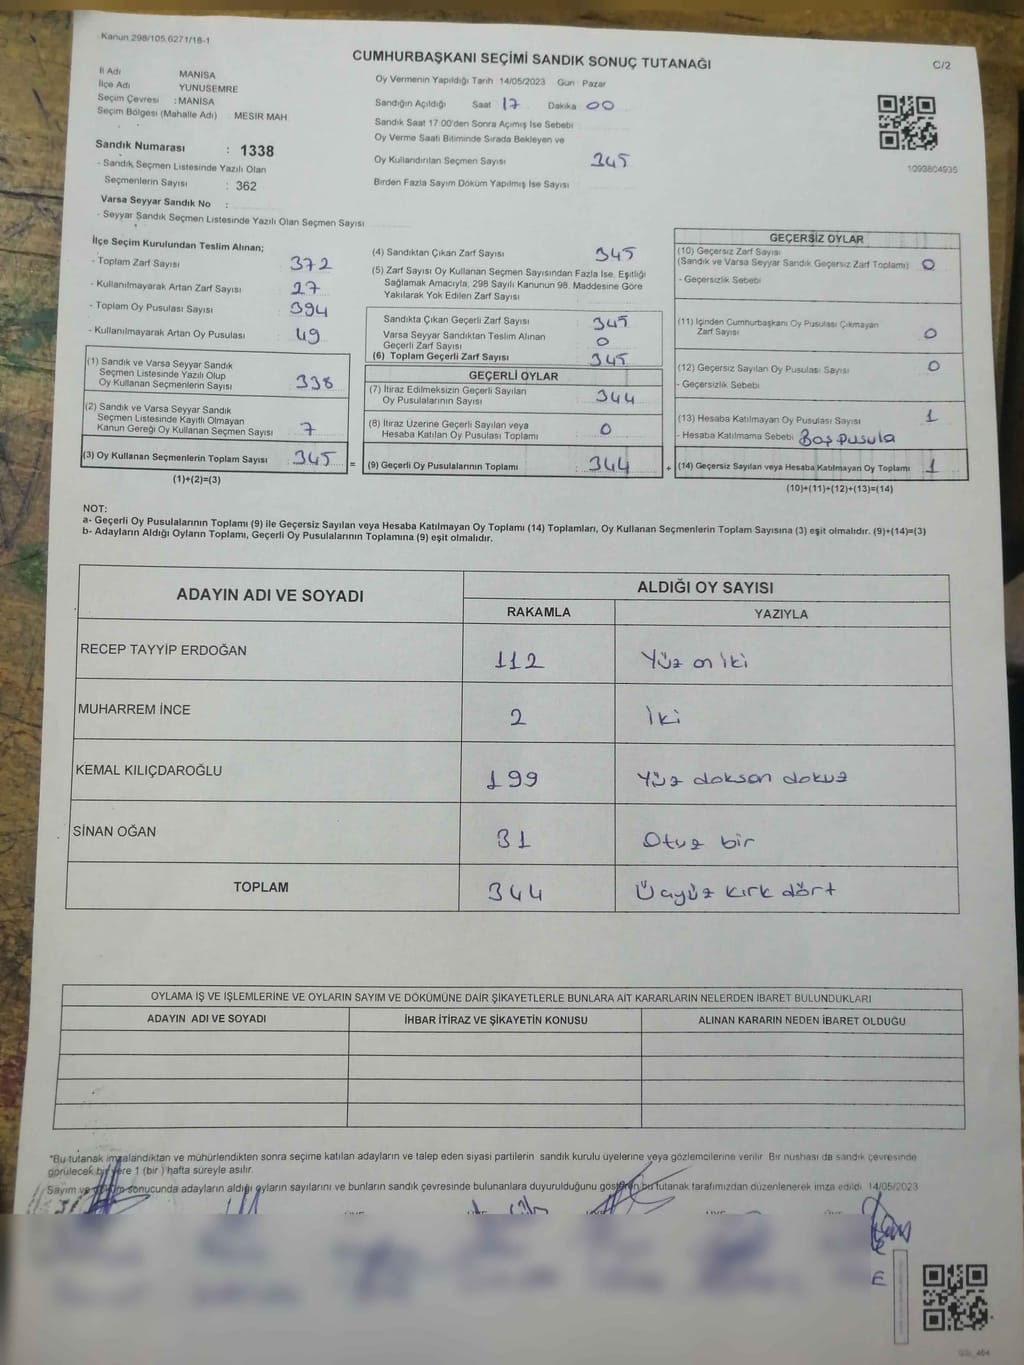 Kanun 298/105.6271/18-1
CUMHURBAŞKANI SEÇİMİ SANDIK SONUÇ TUTANAĞI
C/2
İl Adı MANİSA
İlçe Adı YUNUSEMRE
Seçim Çevresi : MANİSA
Seçim Bölgesi (Mahalle Adı) MESİR MAH.
Sandık Numarası : 1338
- Sandık Seçmen Listesinde Yazılı Olan
Seçmenlerin Sayısı : 362
Varsa Seyyar Sandık No :
- Seyyar Sandık Seçmen Listesinde Yazılı Olan Seçmen Sayısı
Oy Vermenin Yapıldığı Tarih 14/05/2023 Gün : Pazar
Sandığın Açıldığı Saat 17 Dakika 00
Sandık Saat 17:00'den Sonra Açımış İse Sebebi
Oy Verme Saati Bitiminde Sırada Bekleyen ve
Oy Kullandırılan Seçmen Sayısı 345
Birden Fazla Sayım Döküm Yapılmış İse Sayısı
1093804935
İlçe Seçim Kurulundan Teslim Alınan;
- Toplam Zarf Sayısı 372
- Kullanılmayarak Artan Zarf Sayısı 27
- Toplam Oy Pusulası Sayısı 394
- Kullanılmayarak Artan Oy Pusulası 49
(1) Sandık ve Varsa Seyyar Sandık
Seçmen Listesinde Yazılı Olup
Oy Kullanan Seçmenlerin Sayısı 338
(2) Sandık ve Varsa Seyyar Sandık
Seçmen Listesinde Kayıtlı Olmayan
Kanun Gereği Oy Kullanan Seçmen Sayısı 7
(3) Oy Kullanan Seçmenlerin Toplam Sayısı 345 =
(1)+(2)=(3)
(4) Sandıktan Çıkan Zarf Sayısı 345
(5) Zarf Sayısı Oy Kullanan Seçmen Sayısından Fazla İse, Eşitliği
Sağlamak Amacıyla, 298 Sayılı Kanunun 98. Maddesine Göre
Yakılarak Yok Edilen Zarf Sayısı
Sandıkta Çıkan Geçerli Zarf Sayısı 345
Varsa Seyyar Sandıktan Teslim Alınan
Geçerli Zarf Sayısı 0
(6) Toplam Geçerli Zarf Sayısı 345
GEÇERLİ OYLAR
(7) İtiraz Edilmeksizin Geçerli Sayılan
Oy Pusulalarının Sayısı 344
(8) İtiraz Üzerine Geçerli Sayılan veya
Hesaba Katılan Oy Pusulası Toplamı 0
(9) Geçerli Oy Pusulalarının Toplamı 344 +
GEÇERSİZ OYLAR
(10) Geçersiz Zarf Sayısı
(Sandık ve Varsa Seyyar Sandık Geçersiz Zarf Toplamı) 0
- Geçersizlik Sebebi
(11) İçinden Cumhurbaşkanı Oy Pusulası Çıkmayan
Zarf Sayısı 0
(12) Geçersiz Sayılan Oy Pusulası Sayısı 0
- Geçersizlik Sebebi
(13) Hesaba Katılmayan Oy Pusulası Sayısı 1
- Hesaba Katılmama Sebebi Boş pusula
(14) Geçersiz Sayılan veya Hesaba Katılmayan Oy Toplamı 1
(10)+(11)+(12)+(13)=(14)
NOT:
a- Geçerli Oy Pusulalarının Toplamı (9) ile Geçersiz Sayılan veya Hesaba Katılmayan Oy Toplamı (14) Toplamları, Oy Kullanan Seçmenlerin Toplam Sayısına (3) eşit olmalıdır. (9)+(14)=(3)
b- Adayların Aldığı Oyların Toplamı, Geçerli Oy Pusulalarının Toplamına (9) eşit olmalıdır.
ADAYIN ADI VE SOYADI ALDIĞI OY SAYISI
RAKAMLA YAZIYLA
RECEP TAYYİP ERDOĞAN 112 Yüz on iki
MUHARREM İNCE 2 iki
KEMAL KILIÇDAROĞLU 199 Yüz doksan dokuz
SİNAN OĞAN 31 Otuz bir
TOPLAM 344 Üçyüz kırk dört
OYLAMA İŞ VE İŞLEMLERİNE VE OYLARIN SAYIM VE DÖKÜMÜNE DAİR ŞİKAYETLERLE BUNLARA AİT KARARLARIN NELERDEN İBARET BULUNDUKLARI
ADAYIN ADI VE SOYADI İHBAR İTİRAZ VE ŞİKAYETİN KONUSU ALINAN KARARIN NEDEN İBARET OLDUĞU
"Bu tutanak imzalandıktan ve mühürlendikten sonra seçime katılan adayların ve talep eden siyasi partilerin sandık kurulu üyelerine veya gözlemcilerine verilir. Bir nüshası da sandık çevresinde
görülecek bir yere 1 (bir ) hafta süreyle asılır.
Sayım ve döküm sonucunda adayların aldığı oyların sayılarını ve bunların sandık çevresinde bulunanlara duyurulduğunu gösteren bu tutanak tarafımızdan düzenlenerek imza edildi. 14/05/2023
E